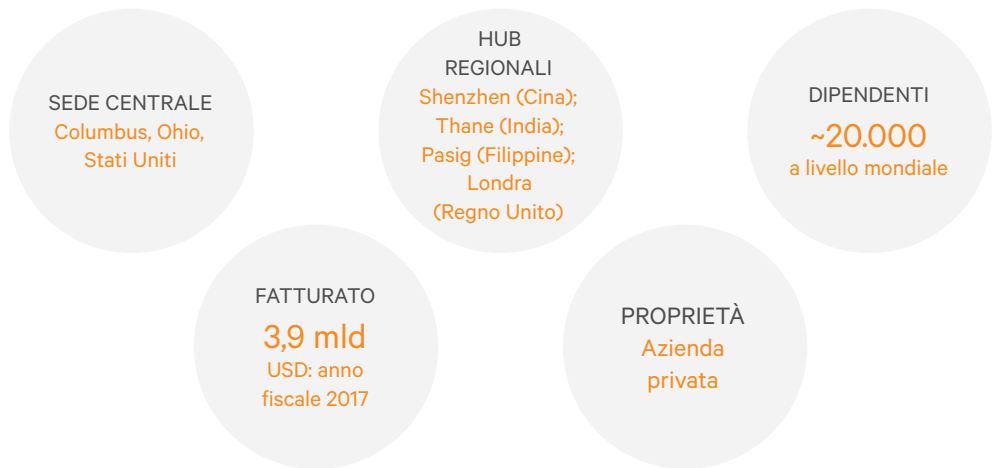 SEDE CENTRALE
Columbus, Ohio,
Stati Uniti
HUB
REGIONALI
Shenzhen (Cina);
Thane (India);
Pasig (Filippine);
Londra
(Regno Unito)
DIPENDENTI
~20.000
a livello mondiale
FATTURATO
3,9 mld
USD: anno
fiscale 2017
PROPRIETÀ
Azienda
privata